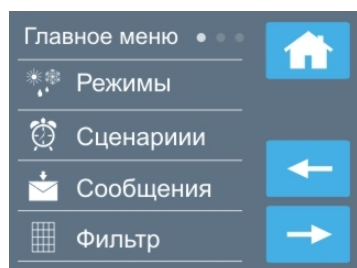 Главное меню
Режимы
Сценариии
Сообщения
Фильтр